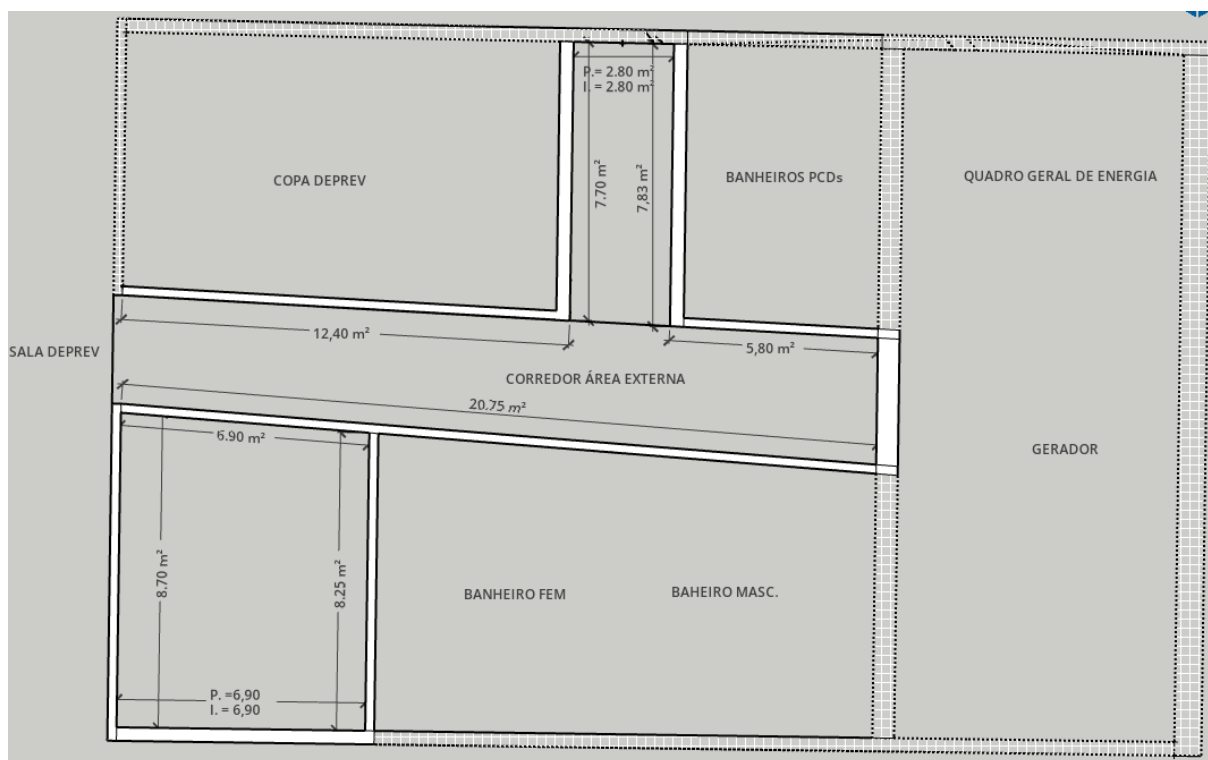 P.= 2.80 m²
I. = 2.80 m²
COPA DEPREV
7.70 m²
7,83 m²
BANHEIROS PCDs
QUADRO GERAL DE ENERGIA
12,40 m²
SALA DEPREV
5,80 m²
CORREDOR ÁREA EXTERNA
20.75 m²
6.90 m²
GERADOR
8.70 m²
8.25 m²
BANHEIRO FEM
BAHEIRO MASC.
P. =6,90
I. = 6,90